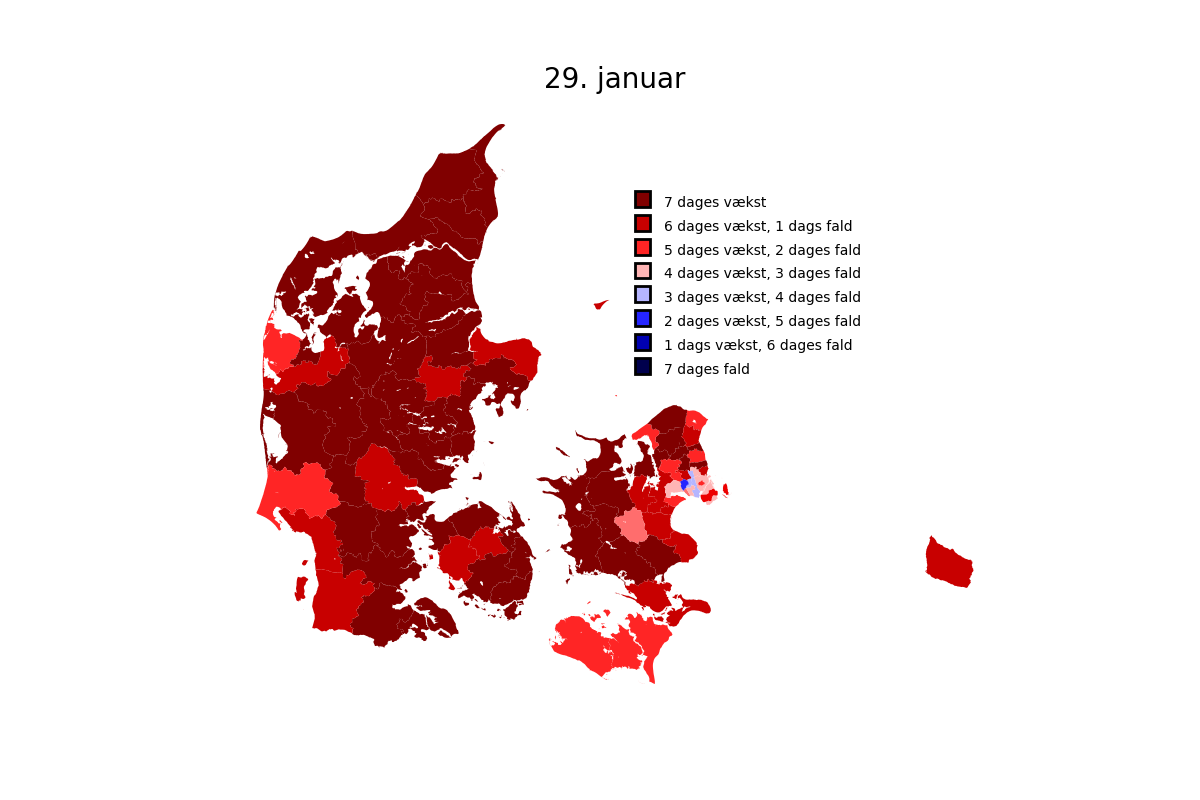 29. januar
7 dages vækst
6 dages vækst, 1 dags fald
5 dages vækst, 2 dages fald
4 dages vækst, 3 dages fald
3 dages vækst, 4 dages fald
2 dages vækst, 5 dages fald
1 dags vækst, 6 dages fald
7 dages fald